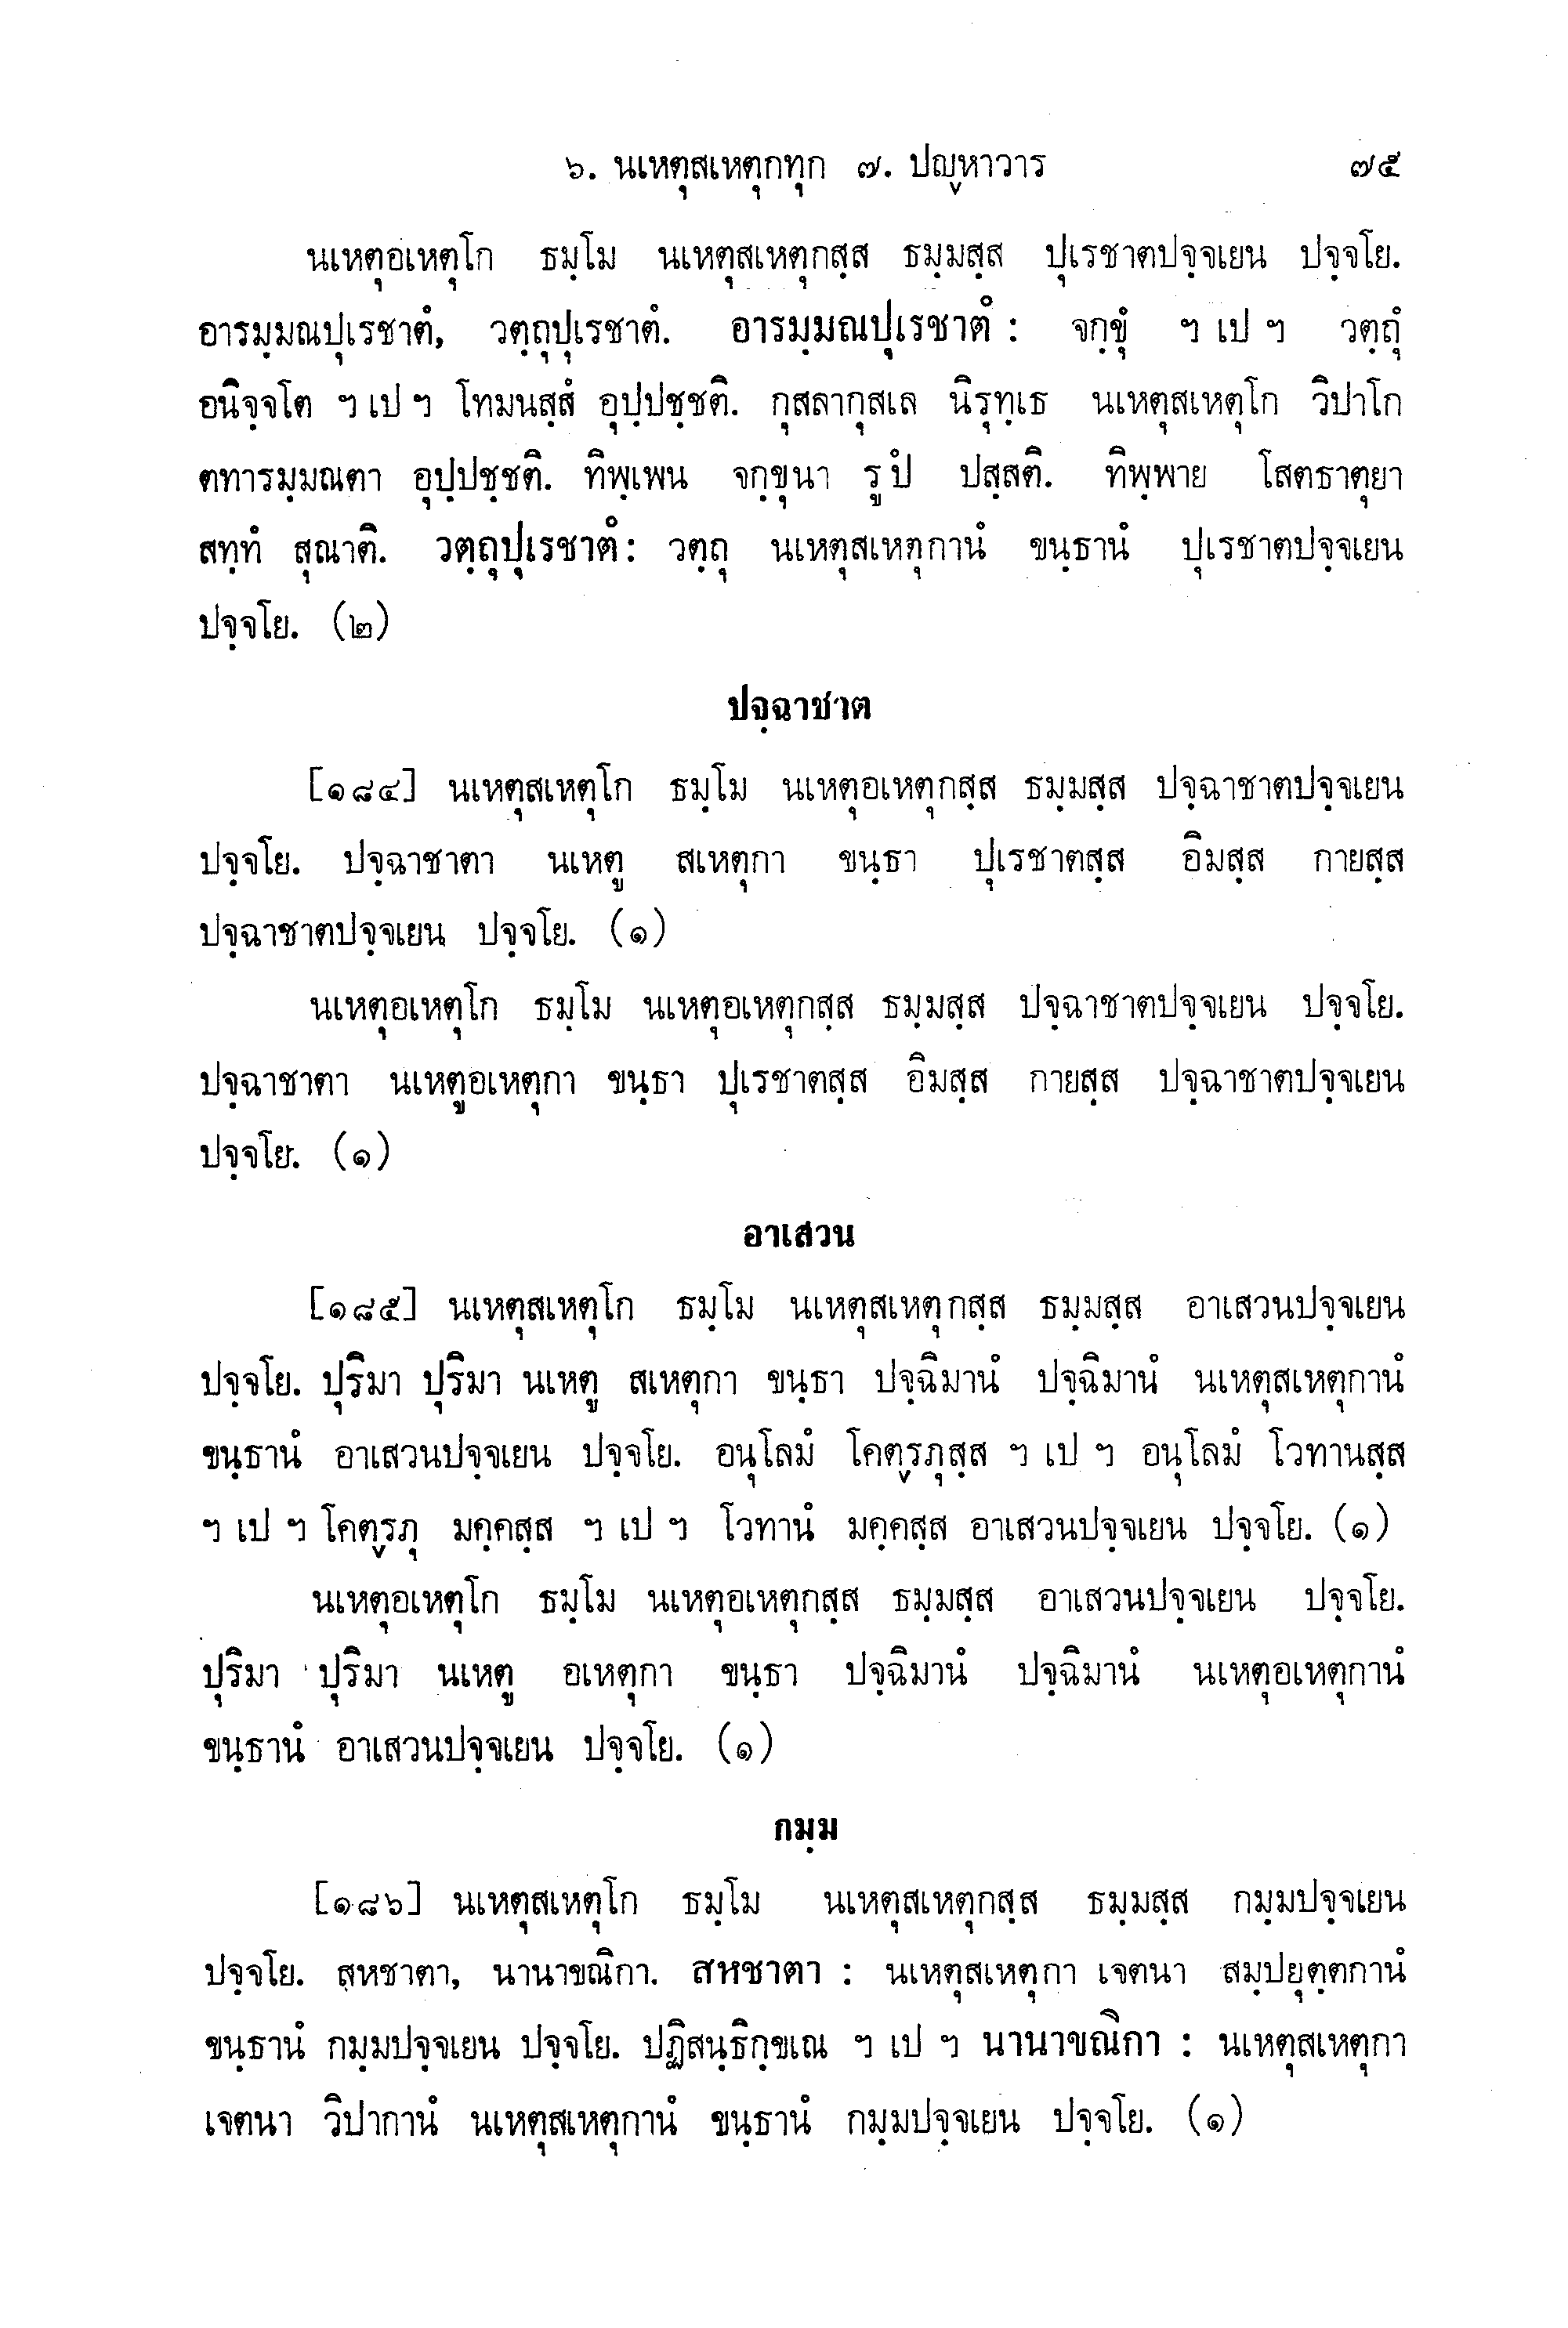 ๖. นเหตุสเหตุกทุก ๗. ปญฺหาวาร ๗๕
นเหตุอเหตุโก ธมฺโม นเหตุสเหตุกสฺส ธมฺมสฺส ปุเรชาตปจฺจเยน ปจฺจโย.
อารมฺมณปุเรชาตํ, วตฺถุปุเรชาตํ. อารมฺมณปุเรชาตํ : จกฺขุํ ฯ เป ฯ วตฺถุํ
อนิจฺจโต ฯ เป ฯ โทมนสฺสํ อุปฺปชฺชติ. กุสลากุสเล นิรุทฺเธ นเหตุสเหตุโก วิปาโก
ตทารมฺมณตา อุปฺปชฺชติ. ทิพฺเพน จกฺขุนา รูปํ ปสฺสติ. ทิพฺพาย โสตธาตุยา
สทฺทํ สุณาติ. วตฺถุปุเรชาตํ : วตฺถุ นเหตุสเหตุกานํ ขนฺธานํ ปุเรชาตปจฺจเยน
ปจฺจโย. (๒)
ปจฺฉาชาต
[๑๘๔] นเหตุสเหตุโก ธมฺโม นเหตุอเหตุกสฺส ธมฺมสฺส ปจฺฉาชาตปจฺจเยน
ปจฺจโย. ปจฺฉาชาตา นเหตู สเหตุกา ขนฺธา ปุเรชาตสฺส อิมสฺส กายสฺส
ปจฺฉาชาตปจฺจเยน ปจฺจโย. (๑)
นเหตุอเหตุโก ธมฺโม นเหตุอเหตุกสฺส ธมฺมสฺส ปจฺฉาชาตปจฺจเยน ปจฺจโย.
ปจฺฉาชาตา นเหตูอเหตุกา ขนฺธา ปุเรชาตสฺส อิมสฺส กายสฺส ปจฺฉาชาตปจฺจเยน
ปจฺจโย. (๑)
อาเสวน
[๑๘๕] นเหตุสเหตุโก ธมฺโม นเหตุสเหตุกสฺส ธมฺมสฺส อาเสวนปจฺจเยน
ปจฺจโย. ปุริมา ปุริมา นเหตู สเหตุกา ขนฺธา ปจฺฉิมานํ ปจฺฉิมานํ นเหตุสเหตุกานํ
ขนฺธานํ อาเสวนปจฺจเยน ปจฺจโย. อนุโลมํ โคตฺรภุสฺส ฯ เป ฯ อนุโลมํ โวทานสฺส
ฯ เป ฯ โคตฺรภุ มคฺคสฺส ฯ เป ฯ โวทานํ มคฺคสฺส อาเสวนปจฺจเยน ปจฺจโย. (๑)
นเหตุอเหตุโก ธมฺโม นเหตุอเหตุกสฺส ธมฺมสฺส อาเสวนปจฺจเยน ปจฺจโย.
ปุริมา ปุริมา นเหตู อเหตุกา ขนฺธา ปจฺฉิมานํ ปจฺฉิมานํ นเหตุอเหตุกานํ
ขนฺธานํ อาเสวนปจฺจเยน ปจฺจโย. (๑)
กมฺม
[๑๘๖] นเหตุสเหตุโก ธมฺโม นเหตุสเหตุกสฺส ธมฺมสฺส กมฺมปจฺจเยน
ปจฺจโย. สหชาตา, นานาขณิกา. สหชาตา : นเหตุสเหตุกา เจตนา สมฺปยุตฺตกานํ
ขนฺธานํ กมฺมปจฺจเยน ปจฺจโย. ปฏิสนฺธิกฺขเณ ฯ เป ฯ นานาขณิกา : นเหตุสเหตุกา
เจตนา วิปากานํ นเหตุสเหตุกานํ ขนฺธานํ กมฺมปจฺจเยน ปจฺจโย. (๑)